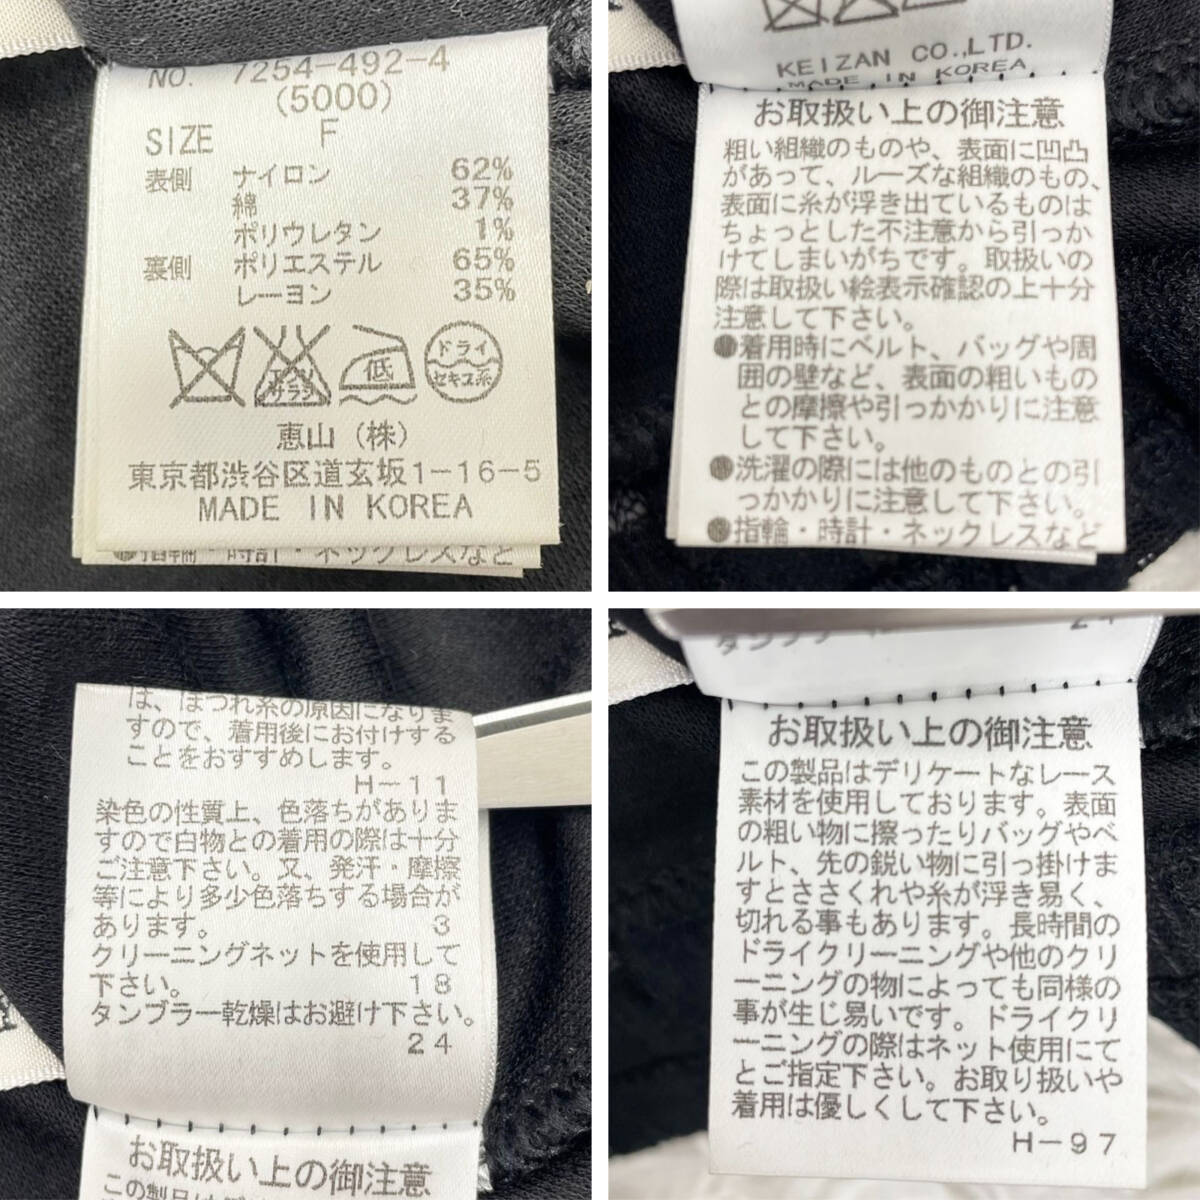 NO. 7254-492-4
(5000)
SIZE F
表側 ナイロン 62%
綿 37%
ポリウレタン 1%
裏側 ポリエステル 65%
レーヨン 35%
エンソ
サラシ
低
ドライ
セキユ系
恵山(株)
東京都渋谷区道玄坂1-16-5
MADE IN KOREA
●指輪・時計・ネックレスなど
KEIZAN CO.,LTD.
MADE IN KOREA
お取扱い上の御注意
粗い組織のものや、表面に凹凸
があって、ルーズな組織のもの、
表面に糸が浮き出ているものは
ちょっとした不注意から引っか
けてしまいがちです。取扱いの
際は取扱い絵表示確認の上十分
注意して下さい。
●着用時にベルト、バッグや周
囲の壁など、表面の粗いもの
との摩擦や引っかかりに注意
して下さい。
●洗濯の際には他のものとの引
っかかりに注意して下さい。
●指輪・時計・ネックレスなど
は、ほつれ糸の原因になりま
すので、着用後にお付けする
ことをおすすめします。
H-11
染色の性質上、色落ちがありま
すので白物との着用の際は十分
ご注意下さい。又、発汗・摩擦
等により多少色落ちする場合が
あります。 3
クリーニングネットを使用して
下さい。 18
タンブラー乾燥はお避け下さい。
24
お取扱い上の御注意
24
お取扱い上の御注意
この製品はデリケートなレース
素材を使用しております。表面
の粗い物に擦ったりバッグやベ
ルト、先の鋭い物に引っ掛けま
すとささくれや糸が浮き易く、
切れる事もあります。長時間の
ドライクリーニングや他のクリ
ーニングの物によっても同様の
事が生じ易いです。ドライクリ
ーニングの際はネット使用にて
とご指定下さい。お取り扱いや
着用は優しくして下さい。
H-97